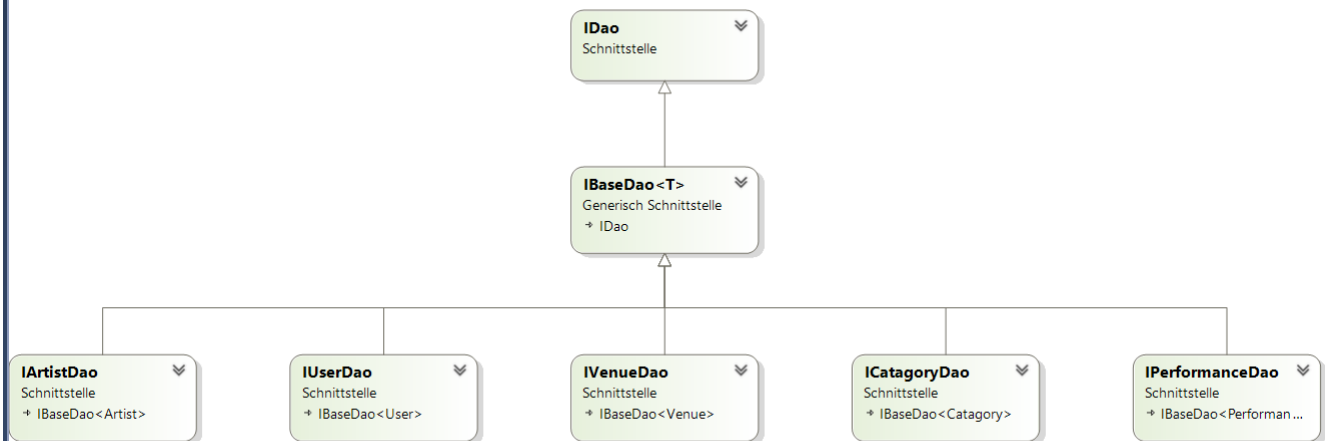 IDao
Schnittstelle
IBaseDao<T>
Generisch Schnittstelle
IDao
IArtistDao
Schnittstelle
IBaseDao<Artist>
IUserDao
Schnittstelle
IBaseDao<User>
IVenueDao
Schnittstelle
IBaseDao<Venue>
ICatagoryDao
Schnittstelle
IBaseDao<Catagory>
IPerformanceDao
Schnittstelle
IBaseDao<Performan...